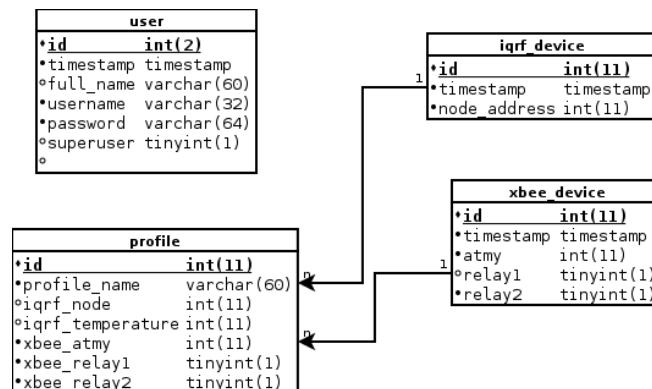 user
id int(2)
timestamp timestamp
full_name varchar(60)
username varchar(32)
password varchar(64)
superuser tinyint(1)
iqrf_device
id int(11)
timestamp timestamp
node_address int(11)
1
xbee_device
id int(11)
timestamp timestamp
atmy int(11)
relay1 tinyint(1)
relay2 tinyint(1)
1
profile
id int(11)
profile_name varchar(60)
iqrf_node int(11)
iqrf_temperature int(11)
xbee_atmy int(11)
xbee_relay1 tinyint(1)
xbee_relay2 tinyint(1)
n
n